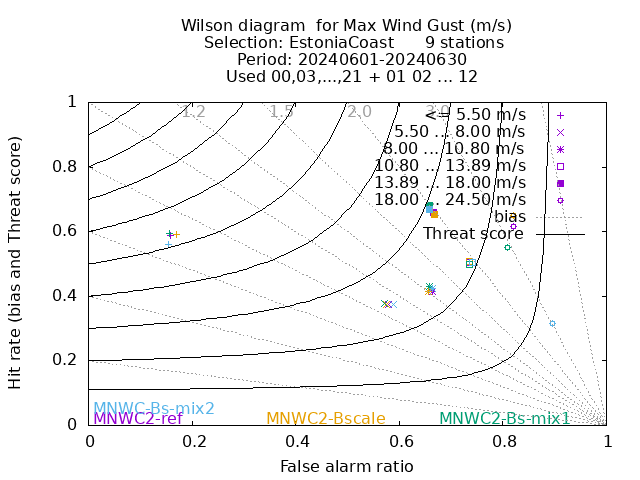 Wilson diagram  for Max Wind Gust (m/s)
Selection: EstoniaCoast      9 stations
Period: 20240601-20240630
Used 00,03,...,21 + 01 02 ... 12
Hit rate (bias and Threat score)
1
0.8
0.6
0.4
0.2
0
1.2
1.5
2.0
3.0
<= 5.50 m/s
5.50 ... 8.00 m/s
8.00 ... 10.80 m/s
10.80 ... 13.89 m/s
13.89 ... 18.00 m/s
18.00 ... 24.50 m/s
bias
Threat score
MNWC-Bs-mix2
MNWC2-ref
MNWC2-Bscale
MNWC2-Bs-mix1
0
0.2
0.4
0.6
0.8
1
False alarm ratio